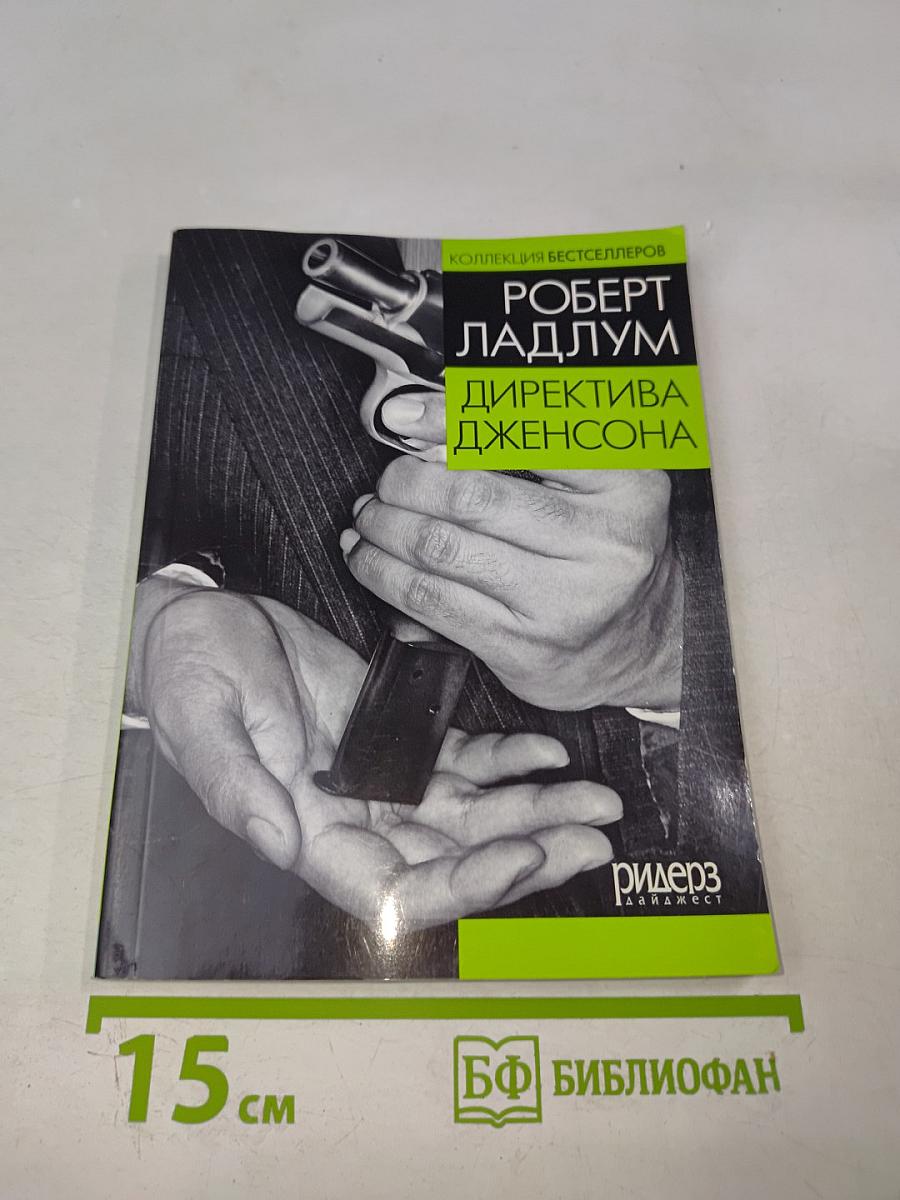 КОЛЛЕКЦИЯ БЕСТСЕЛЛЕРОВ
РОБЕРТ
ЛАДЛУМ
ДИРЕКТИВА
ДЖЕНСОНА
РИДЕРЗ
ДАЙДЖЕСТ
15 см
БФ БИБЛИОФАН